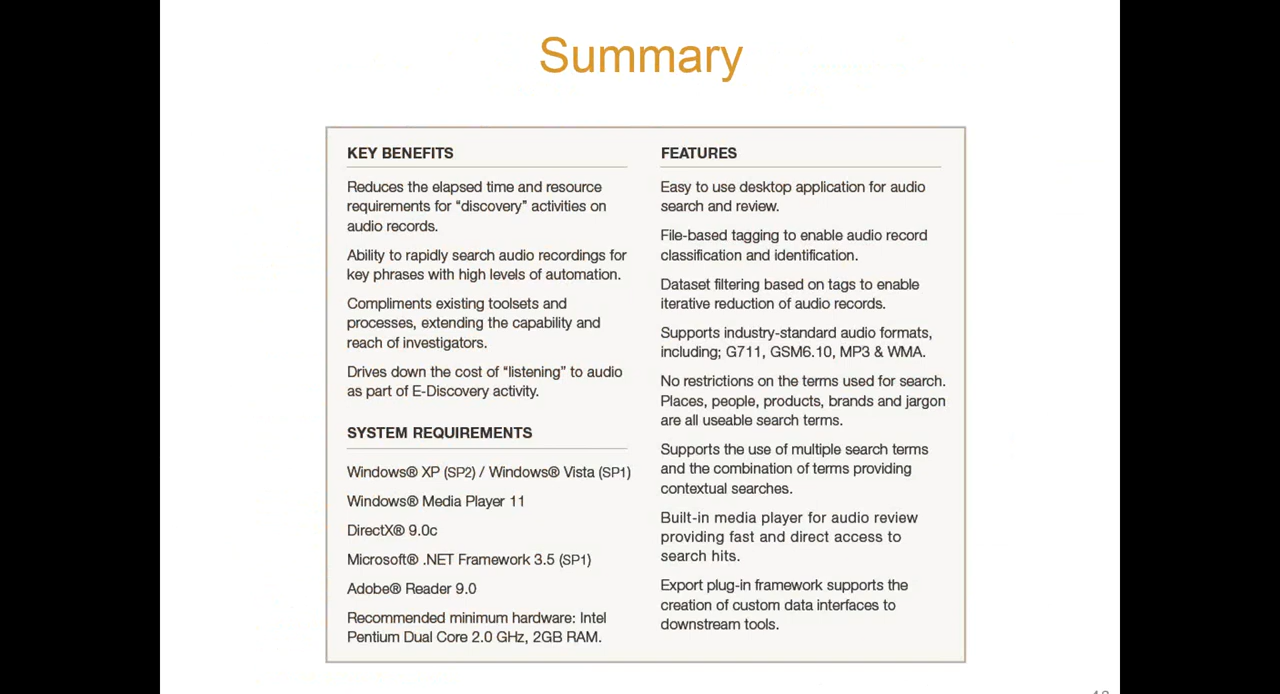 Summary
KEY BENEFITS
Reduces the elapsed time and resource
requirements for “discovery” activities on
audio records.
Ability to rapidly search audio recordings for
key phrases with high levels of automation.
Compliments existing toolsets and
processes, extending the capability and
reach of investigators.
Drives down the cost of “listening” to audio
as part of E-Discovery activity.
SYSTEM REQUIREMENTS
Windows® XP (SP2) / Windows® Vista (SP1)
Windows® Media Player 11
DirectX® 9.0c
Microsoft® .NET Framework 3.5 (SP1)
Adobe® Reader 9.0
Recommended minimum hardware: Intel
Pentium Dual Core 2.0 GHz, 2GB RAM.
FEATURES
Easy to use desktop application for audio
search and review.
File-based tagging to enable audio record
classification and identification.
Dataset filtering based on tags to enable
iterative reduction of audio records.
Supports industry-standard audio formats,
including; G711, GSM6.10, MP3 & WMA.
No restrictions on the terms used for search.
Places, people, products, brands and jargon
are all useable search terms.
Supports the use of multiple search terms
and the combination of terms providing
contextual searches.
Built-in media player for audio review
providing fast and direct access to
search hits.
Export plug-in framework supports the
creation of custom data interfaces to
downstream tools.